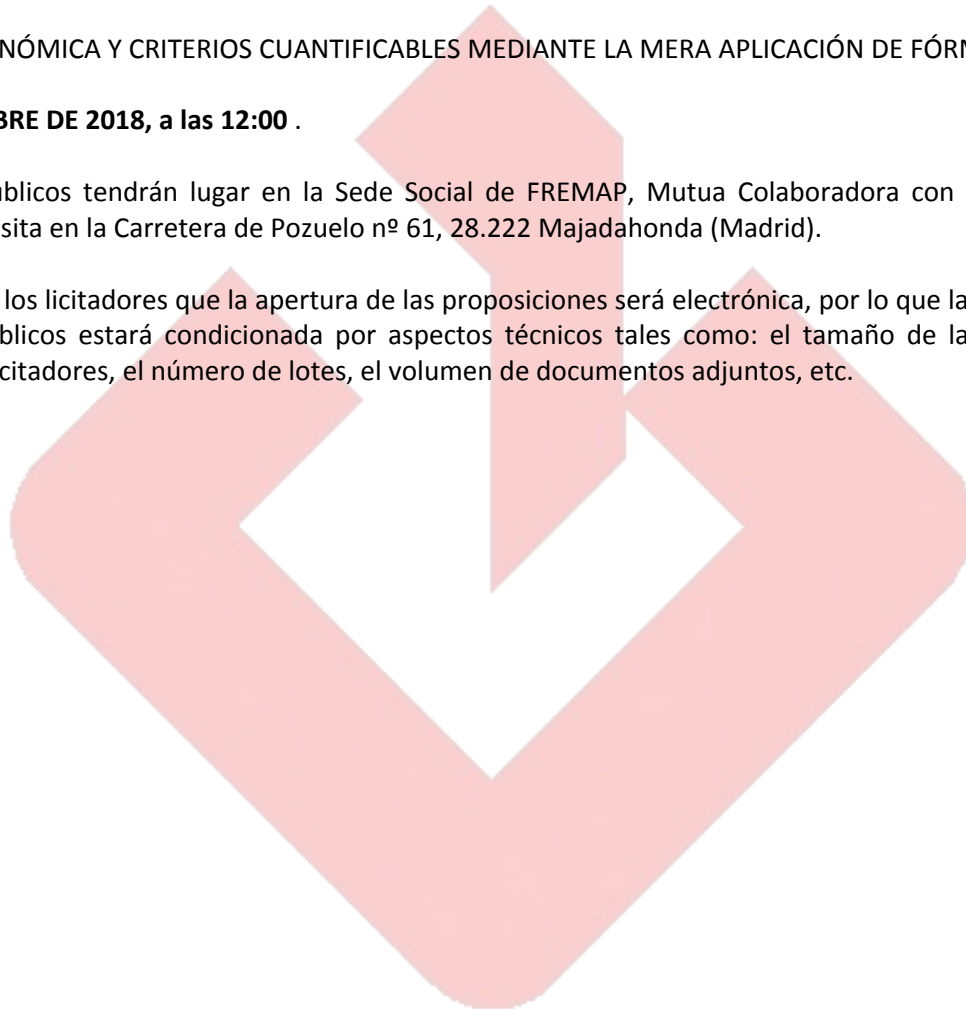 NÓMICA Y CRITERIOS CUANTIFICABLES MEDIANTE LA MERA APLICACIÓN DE FÓR
BRE DE 2018, a las 12:00 .
blicos tendrán lugar en la Sede Social de FREMAP, Mutua Colaboradora con
sita en la Carretera de Pozuelo nº 61, 28.222 Majadahonda (Madrid).
los licitadores que la apertura de las proposiciones será electrónica, por lo que la
blicos estará condicionada por aspectos técnicos tales como: el tamaño de la
citadores, el número de lotes, el volumen de documentos adjuntos, etc.